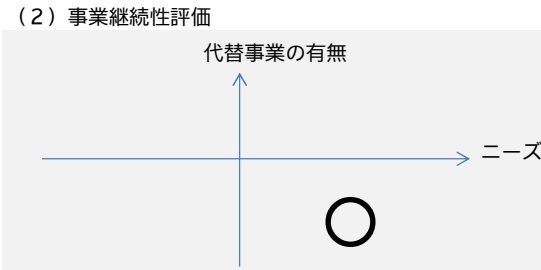 （２）事業継続性評価
代替事業の有無
ニーズ